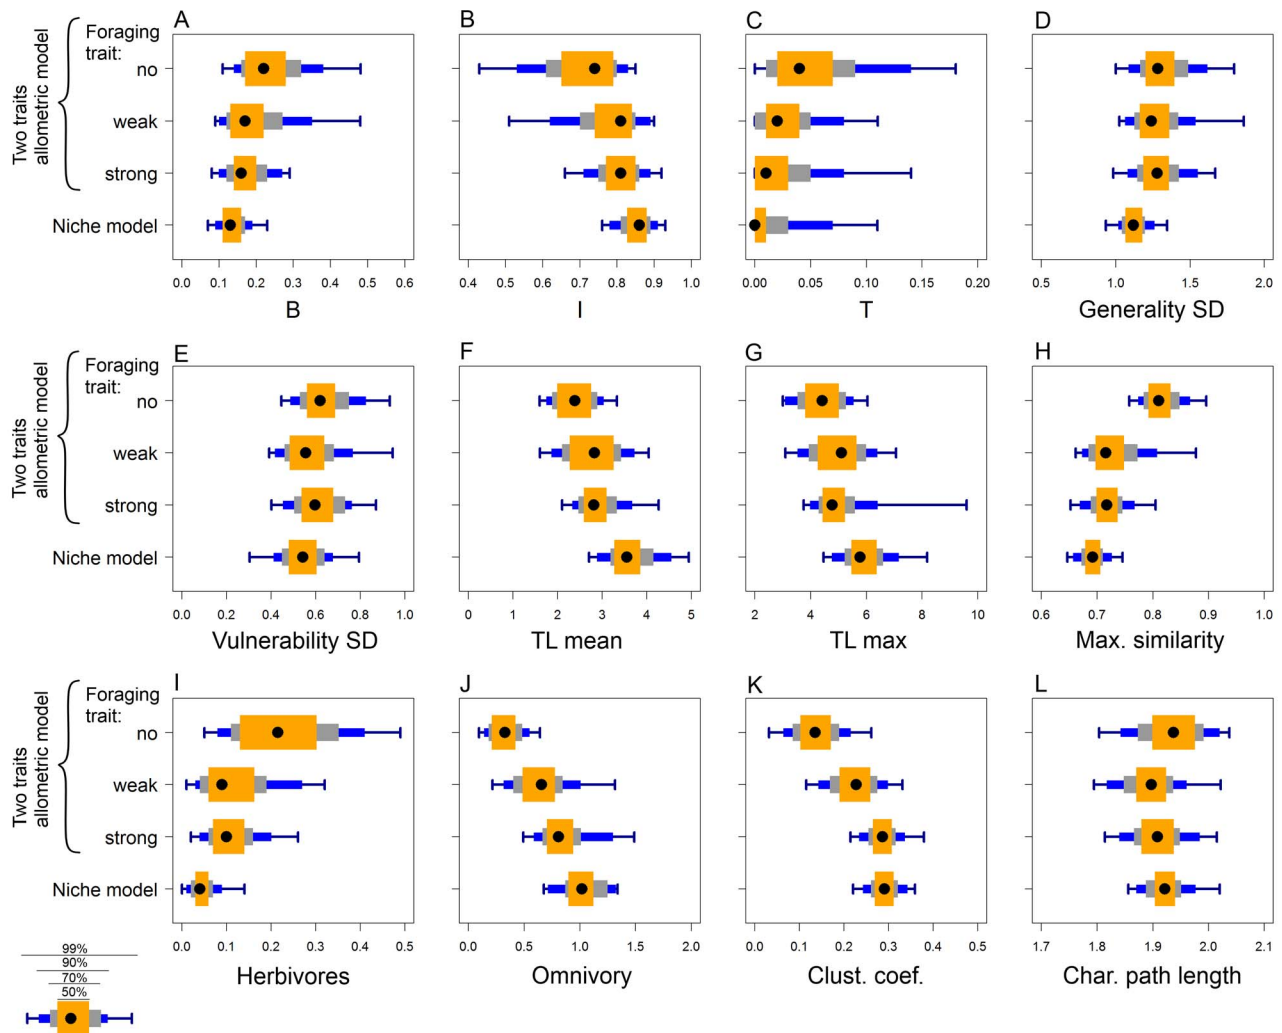 A
B
C
D
Two traits
allometric model
Foraging
trait:
no
weak
strong
Niche model
0.0 0.1 0.2 0.3 0.4 0.5 0.6
0.4 0.5 0.6 0.7 0.8 0.9 1.0
0.00 0.05 0.10 0.15 0.20
0.5 1.0 1.5 2.0
B
I
T
Generality SD
E
F
G
H
Two traits
allometric model
Foraging
trait:
no
weak
strong
Niche model
0.0 0.2 0.4 0.6 0.8 1.0
0 1 2 3 4 5
2 4 6 8 10
0.6 0.7 0.8 0.9 1.0
Vulnerability SD
TL mean
TL max
Max. similarity
I
J
K
L
Two traits
allometric model
Foraging
trait:
no
weak
strong
Niche model
0.0 0.1 0.2 0.3 0.4 0.5
0.0 0.5 1.0 1.5 2.0
0.0 0.1 0.2 0.3 0.4 0.5
1.7 1.8 1.9 2.0 2.1
Herbivores
Omnivory
Clust. coef.
Char. path length
99%
90%
70%
50%